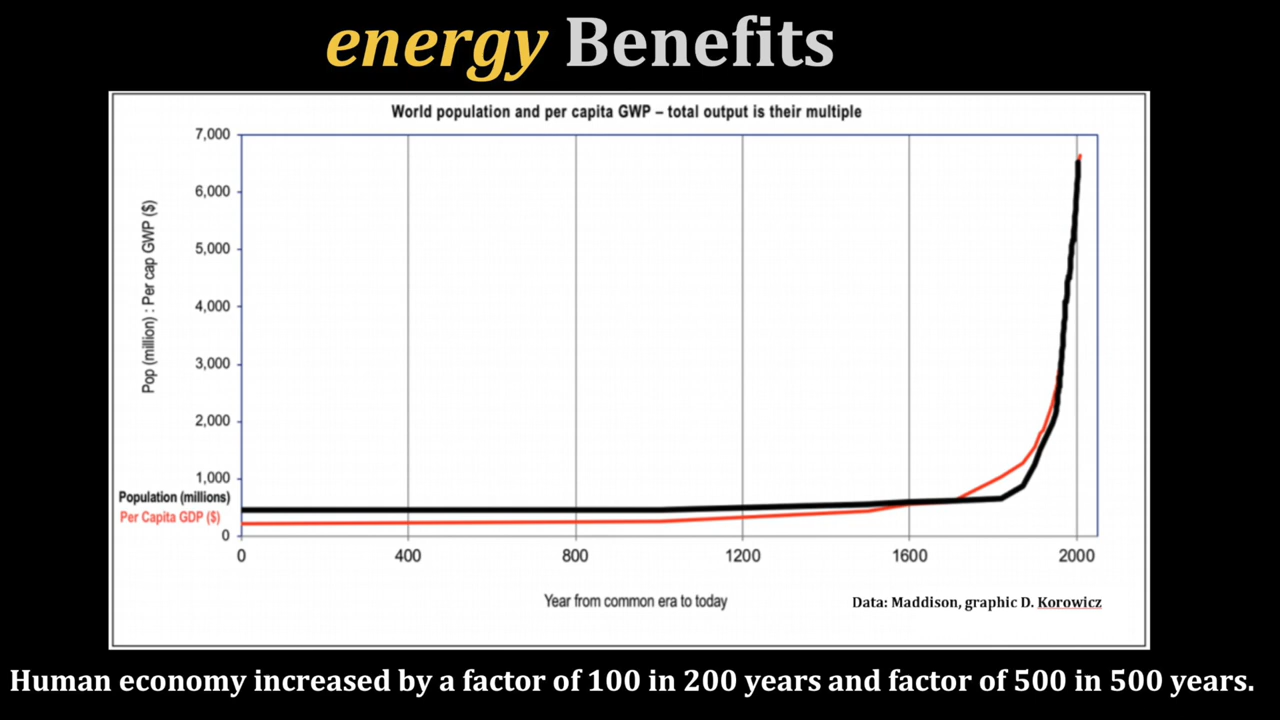 energy Benefits
World population and per capita GWP – total output is their multiple
Pop (million) : Per cap GWP ($)
7,000
6,000
5,000
4,000
3,000
2,000
1,000
Population (millions)
Per Capita GDP ($)
0
0 400 800 1200 1600 2000
Year from common era to today
Data: Maddison, graphic D. Korowicz
Human economy increased by a factor of 100 in 200 years and factor of 500 in 500 years.